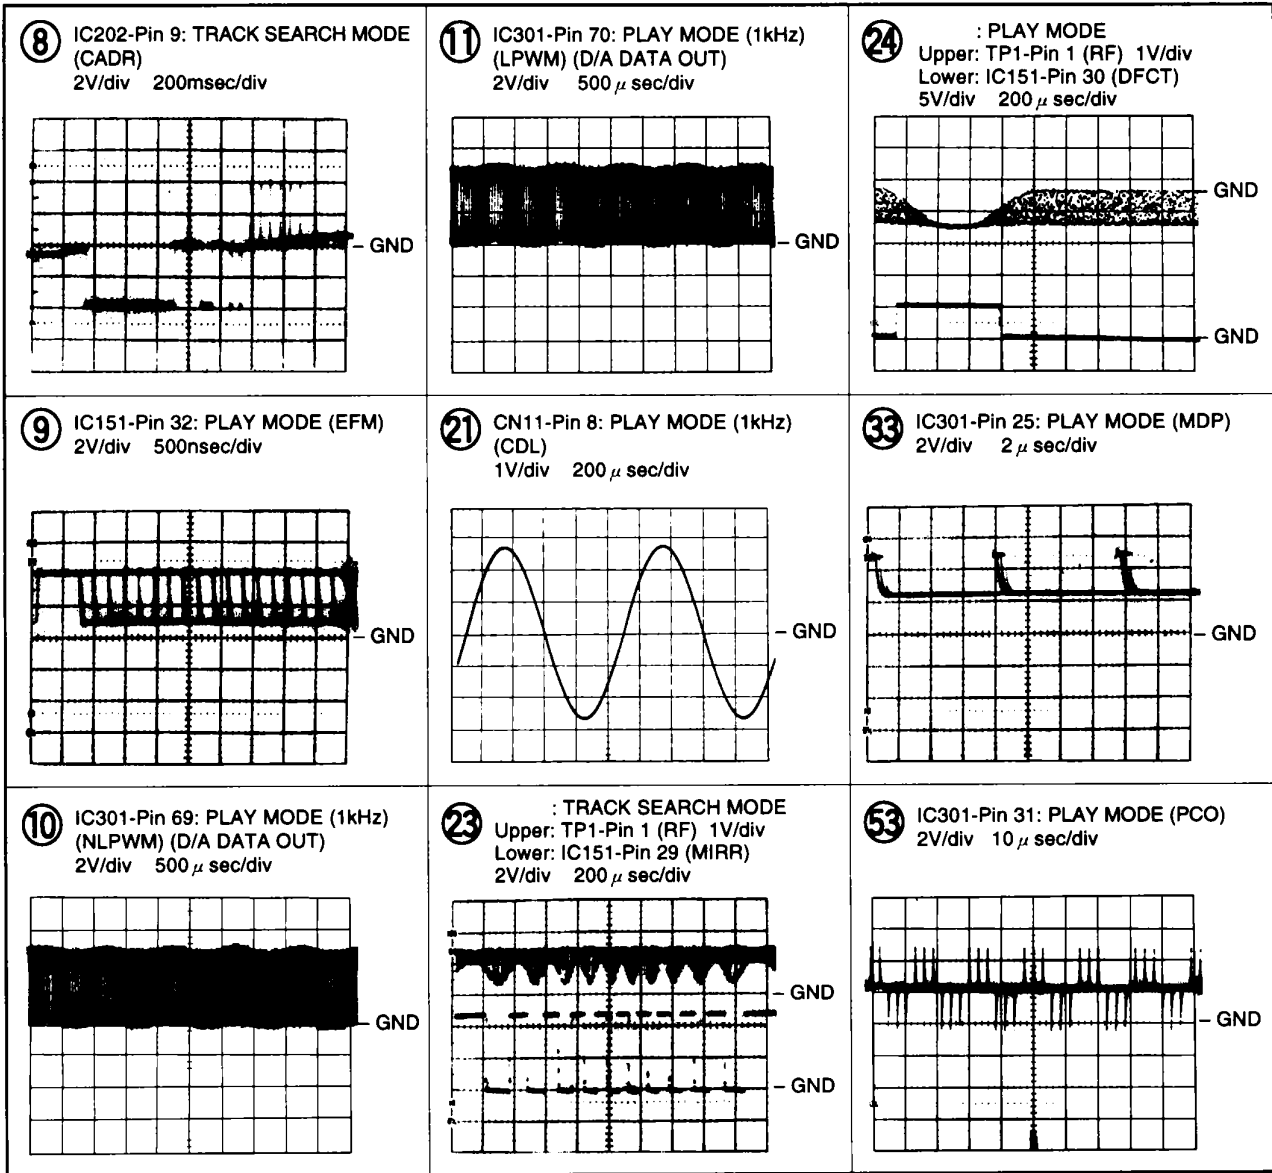 8 IC202-Pin 9: TRACK SEARCH MODE
(CADR)
2V/div 200msec/div
GND
11 IC301-Pin 70: PLAY MODE (1kHz)
(LPWM) (D/A DATA OUT)
2V/div 500 μ sec/div
GND
24 : PLAY MODE
Upper: TP1-Pin 1 (RF) 1V/div
Lower: IC151-Pin 30 (DFCT)
5V/div 200 μ sec/div
GND
GND
9 IC151-Pin 32: PLAY MODE (EFM)
2V/div 500nsec/div
GND
21 CN11-Pin 8: PLAY MODE (1kHz)
(CDL)
1V/div 200 μ sec/div
GND
33 IC301-Pin 25: PLAY MODE (MDP)
2V/div 2 μ sec/div
GND
10 IC301-Pin 69: PLAY MODE (1kHz)
(NLPWM) (D/A DATA OUT)
2V/div 500 μ sec/div
GND
23 : TRACK SEARCH MODE
Upper: TP1-Pin 1 (RF) 1V/div
Lower: IC151-Pin 29 (MIRR)
2V/div 200 μ sec/div
GND
GND
53 IC301-Pin 31: PLAY MODE (PCO)
2V/div 10 μ sec/div
GND